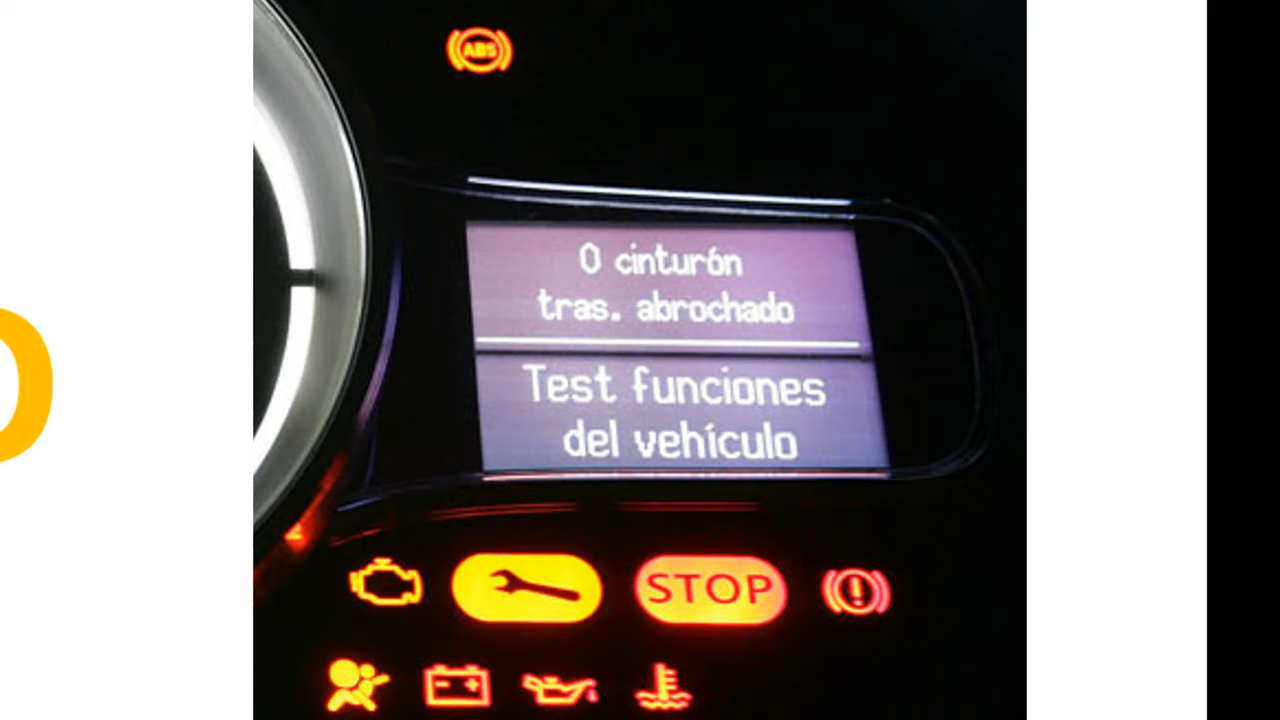 ABS
0 cinturón
tras. abrochado
Test funciones
del vehículo
STOP